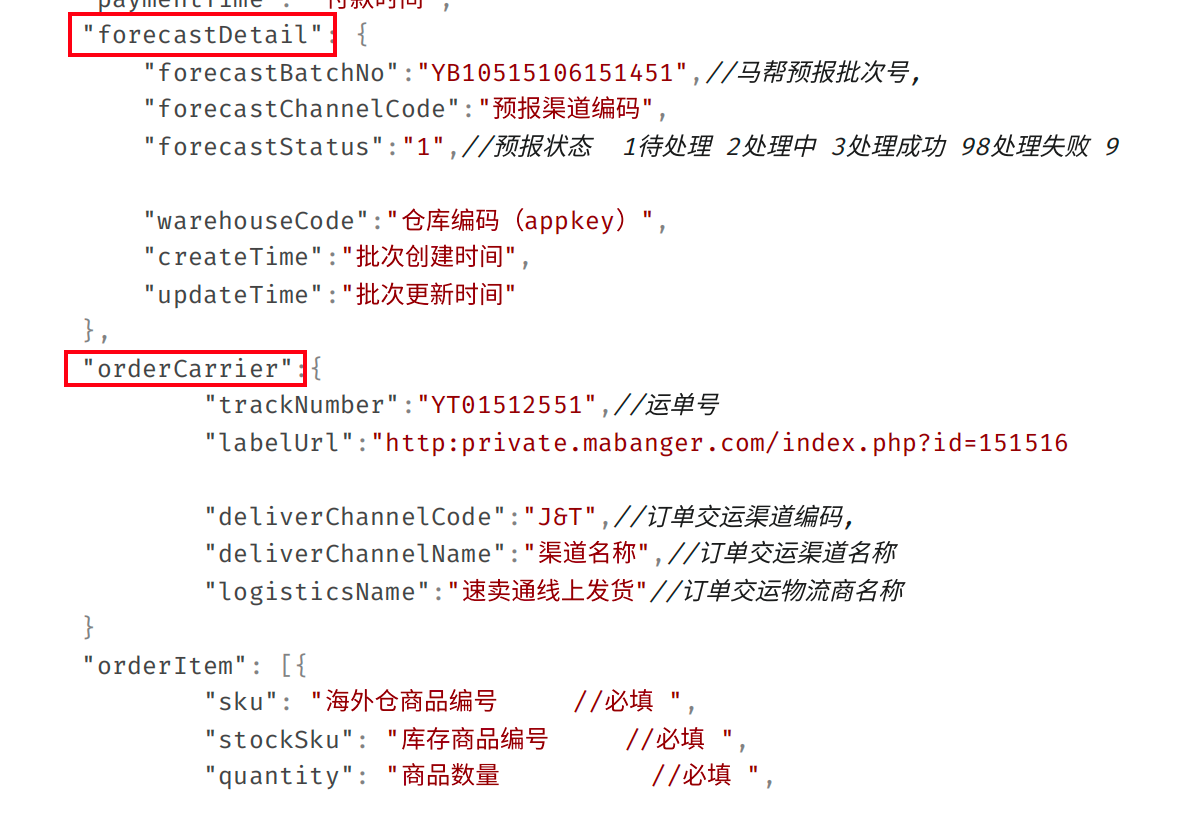 "paymentTime": "付款时间",
"forecastDetail": {
"forecastBatchNo":"YB10515106151451",//马帮预报批次号,
"forecastChannelCode":"预报渠道编码",
"forecastStatus":"1",//预报状态  1待处理 2处理中 3处理成功 98处理失败 9
"warehouseCode":"仓库编码（appkey）",
"createTime":"批次创建时间",
"updateTime":"批次更新时间"
},
"orderCarrier":{
"trackNumber":"YT01512551",//运单号
"labelUrl":"http:private.mabanger.com/index.php?id=151516
"deliverChannelCode":"J&T",//订单交运渠道编码,
"deliverChannelName":"渠道名称",//订单交运渠道名称
"logisticsName":"速卖通线上发货"//订单交运物流商名称
}
"orderItem": [{
"sku": "海外仓商品编号     //必填 ",
"stockSku": "库存商品编号     //必填 ",
"quantity": "商品数量          //必填 ",